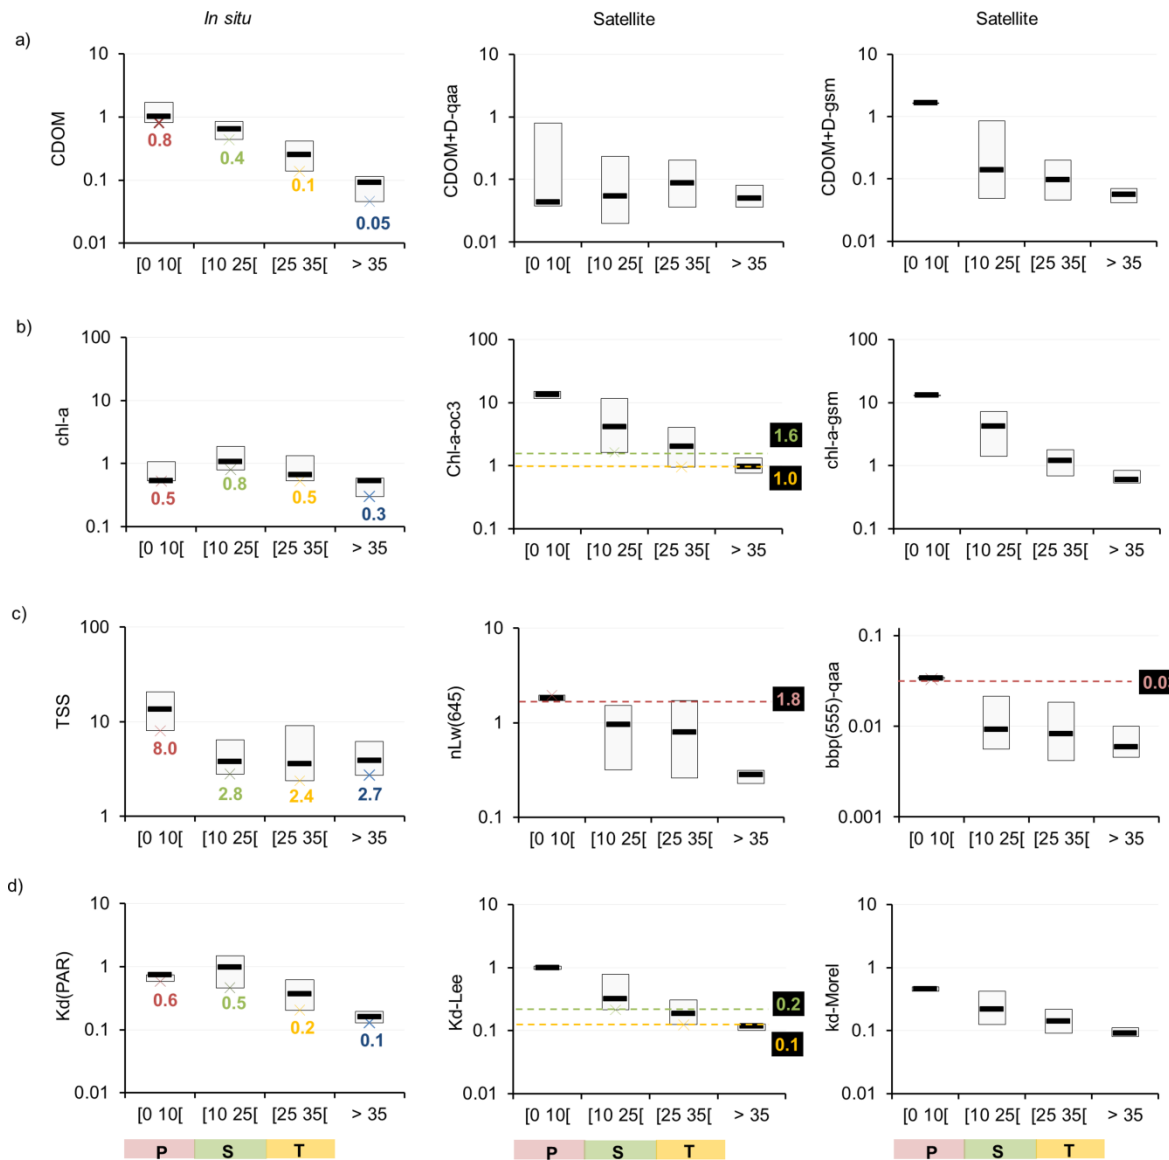 In situ
Satellite
Satellite
a)
CDOM
10
1
0.1
0.01
0.8
0.4
0.1
0.05
[0 10[ [10 25[ [25 35[ > 35
CDOM+D-qaa
10
1
0.1
0.01
[0 10[ [10 25[ [25 35[ > 35
CDOM+D-gsm
10
1
0.1
0.01
[0 10[ [10 25[ [25 35[ > 35
b)
chl-a
100
10
1
0.1
0.5
0.8
0.5
0.3
[0 10[ [10 25[ [25 35[ > 35
Chl-a-oc3
100
10
1
0.1
1.6
1.0
[0 10[ [10 25[ [25 35[ > 35
chl-a-gsm
100
10
1
0.1
[0 10[ [10 25[ [25 35[ > 35
c)
TSS
100
10
1
8.0
2.8
2.4
2.7
[0 10[ [10 25[ [25 35[ > 35
nLw(645)
10
1
0.1
1.8
[0 10[ [10 25[ [25 35[ > 35
bbp(555)-qaa
0.1
0.01
0.001
[0 10[ [10 25[ [25 35[ > 35
d)
Kd(PAR)
10
1
0.1
0.01
0.6
0.5
0.2
0.1
[0 10[ [10 25[ [25 35[ > 35
Kd-Lee
10
1
0.1
0.01
0.2
0.1
[0 10[ [10 25[ [25 35[ > 35
kd-Morel
10
1
0.1
0.01
[0 10[ [10 25[ [25 35[ > 35
P S T
P S T
P S T